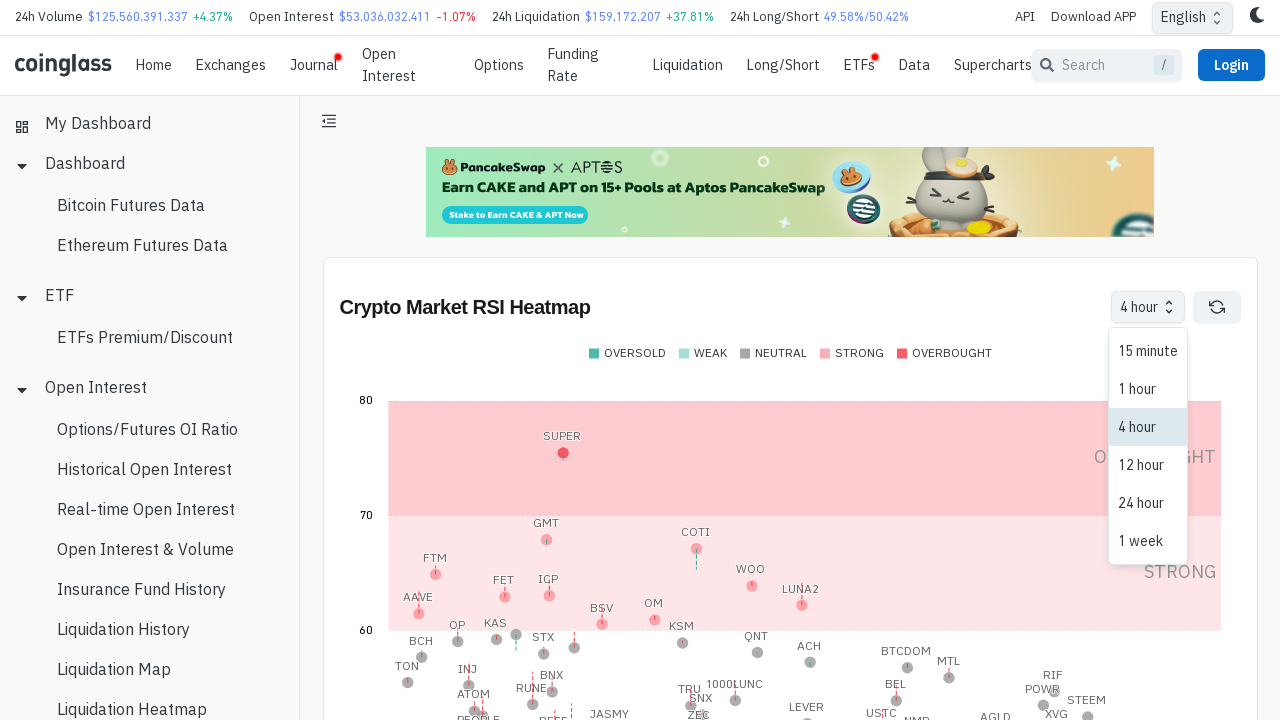 24h Volume $125,560,391,337 +4.37% Open Interest $53,036,032,411 -1.07% 24h Liquidation $159,172,207 +37.81% 24h Long/Short 49.58%/50.42% API Download APP English
coinglass Home Exchanges Journal Open Interest Options Funding Rate Liquidation Long/Short ETFs Data Supercharts Search / Login
My Dashboard
Dashboard
Bitcoin Futures Data
Ethereum Futures Data
ETF
ETFs Premium/Discount
Open Interest
Options/Futures OI Ratio
Historical Open Interest
Real-time Open Interest
Open Interest & Volume
Insurance Fund History
Liquidation History
Liquidation Map
Liquidation Heatmap
PancakeSwap × APTOS
Earn CAKE and APT on 15+ Pools at Aptos PancakeSwap
Stake to Earn CAKE & APT Now
Crypto Market RSI Heatmap
4 hour
15 minute
1 hour
4 hour
12 hour
24 hour
1 week
OVERSOLD WEAK NEUTRAL STRONG OVERBOUGHT
80
SUPER
70
GMT
COTI
FTM
WOO
STRONG
FET
ICP
LUNA2
AAVE
BSV
OM
60
OP
KAS
KSM
BCH
STX
QNT
ACH
BTCDOM
TON
INJ
MTL
BNX
RIF
ATOM
RUNE
TRU
1000LUNC
BEL
POWR
SNX
STEEM
JASMY
LEVER
USTC
XVG
ZEC
AGLD
PEOPLE